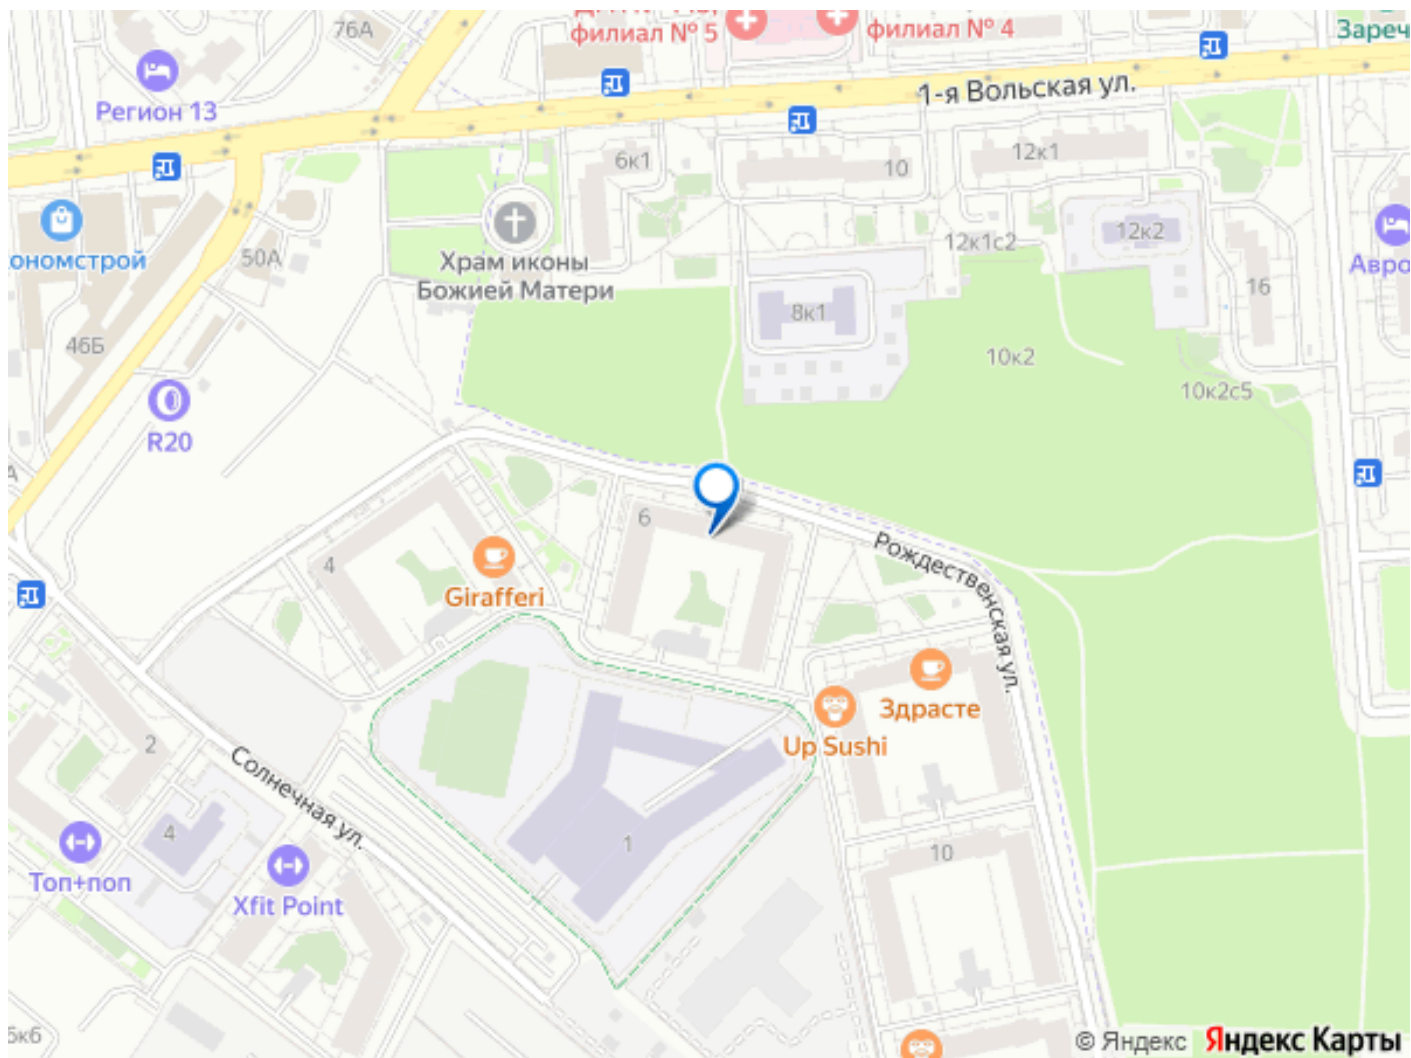 76А
филиал № 5
филиал № 4
Зареч
Регион 13
1-я Вольская ул.
6к1
10
12к1
12к2
12к1с2
Храм иконы
Божией Матери
50А
ономстрой
46Б
8к1
16
Авро
10к2
10к2с5
R20
6
4
Girafferi
Рождественская ул.
Здрасте
Up Sushi
2
Солнечная ул.
4
1
10
Топ+поп
Xfit Point
5к6
© Яндекс Яндекс Карты